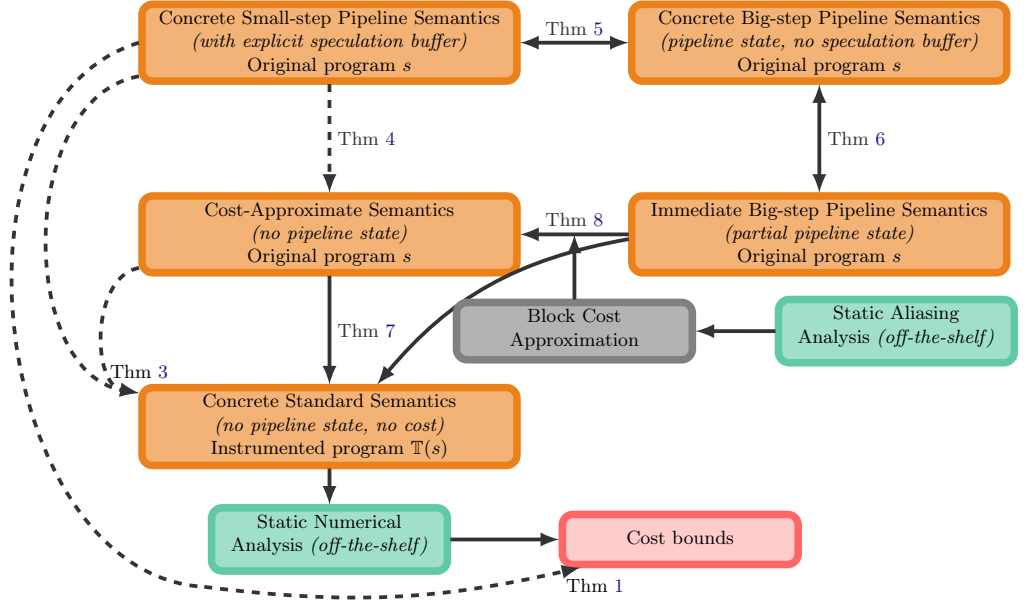 Concrete Small-step Pipeline Semantics
(with explicit speculation buffer)
Original program s
Thm 5
Concrete Big-step Pipeline Semantics
(pipeline state, no speculation buffer)
Original program s
Thm 4
Thm 6
Cost-Approximate Semantics
(no pipeline state)
Original program s
Thm 8
Immediate Big-step Pipeline Semantics
(partial pipeline state)
Original program s
Thm 7
Block Cost
Approximation
Static Aliasing
Analysis (off-the-shelf)
Thm 3
Concrete Standard Semantics
(no pipeline state, no cost)
Instrumented program 𝕋(s)
Static Numerical
Analysis (off-the-shelf)
Cost bounds
Thm 1